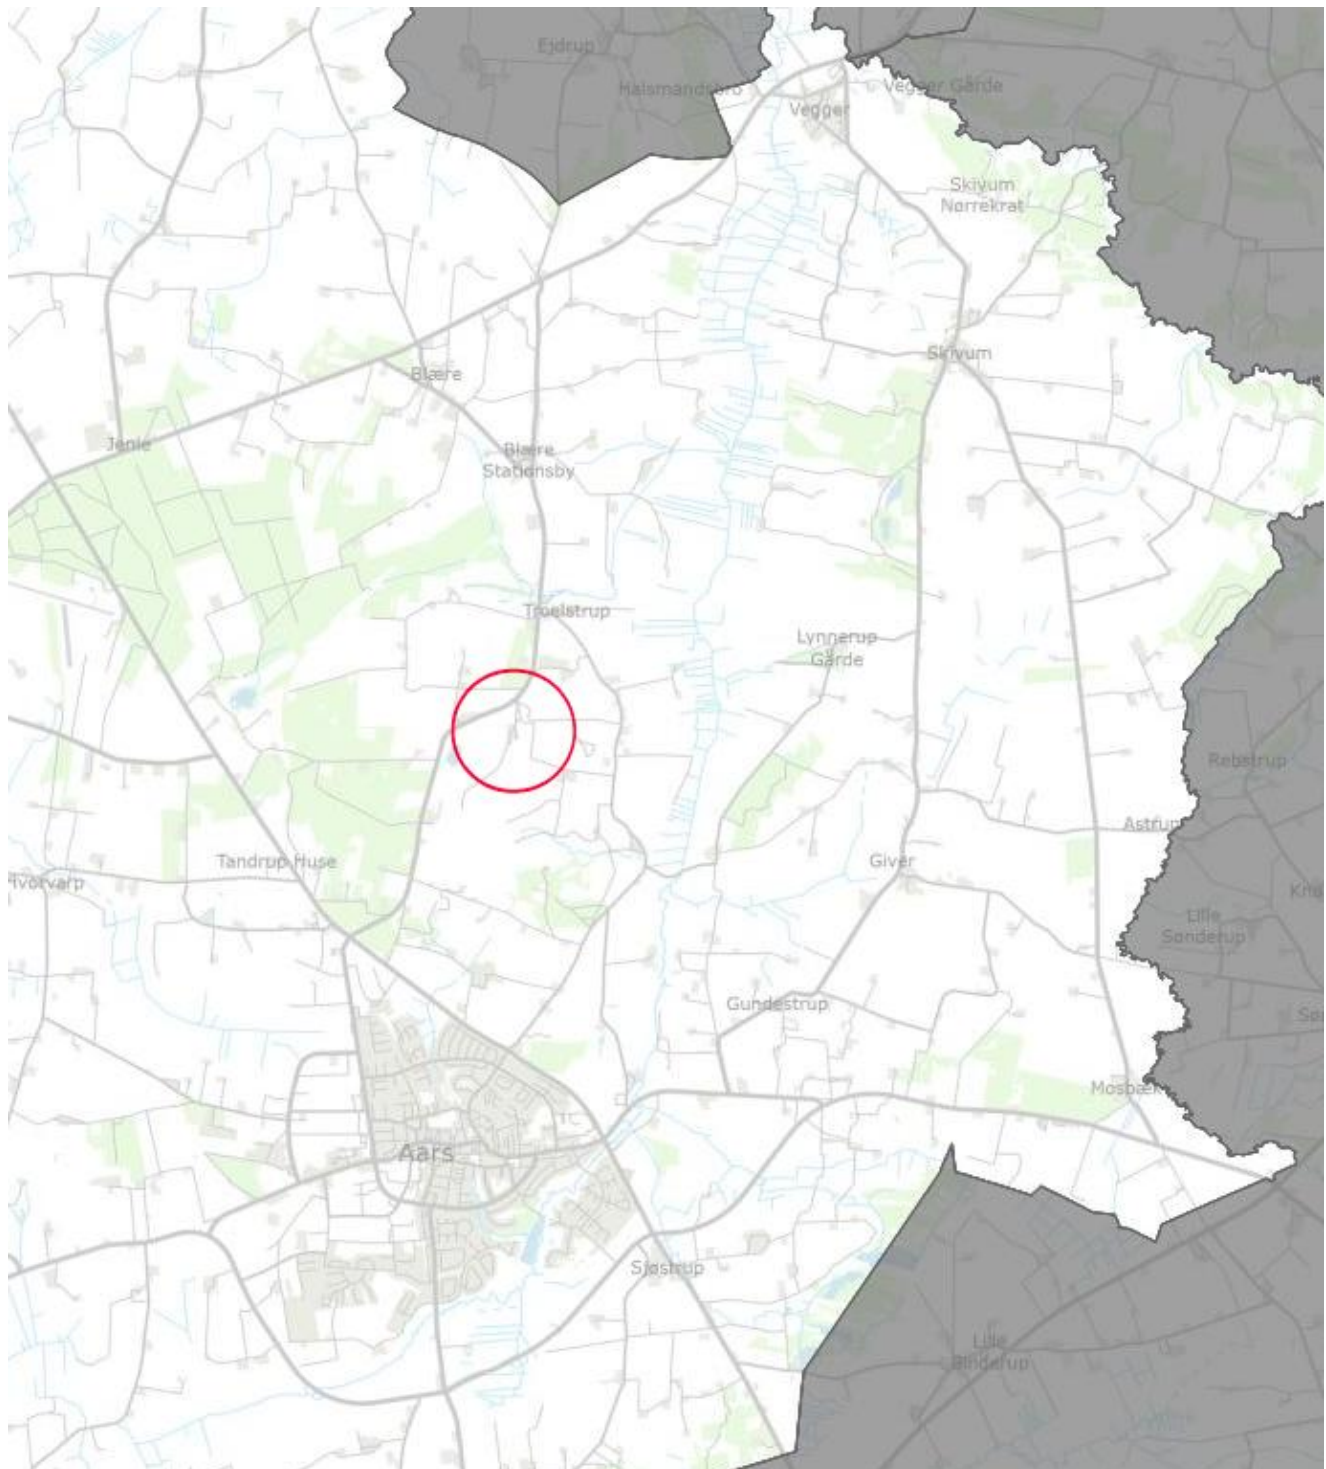 Ejdrup
Halsmandsbro
Vegger Gårde
Vegger
Skivum
Nørrekrat
Skivum
Blære
Jenle
Blære
Stationsby
Troelstrup
Lynnerup
Gårde
Rebstrup
Astrup
Tandrup Huse
Giver
Hvorvarp
Lille
Sønderup
Gundestrup
Mosbæk
Aars
Sjøstrup
Lille
Binderup